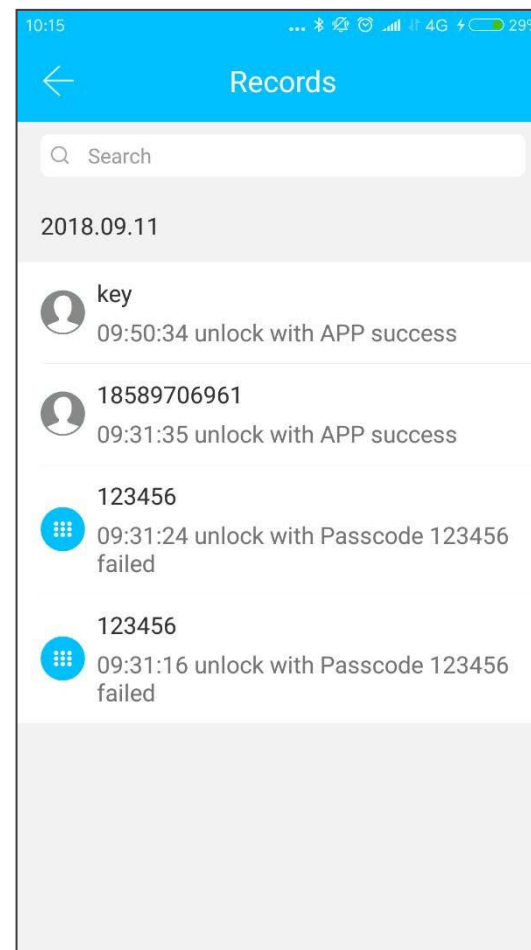 10:15 ... 4G 29%
Records
Search
2018.09.11
key
09:50:34 unlock with APP success
18589706961
09:31:35 unlock with APP success
123456
09:31:24 unlock with Passcode 123456
failed
123456
09:31:16 unlock with Passcode 123456
failed